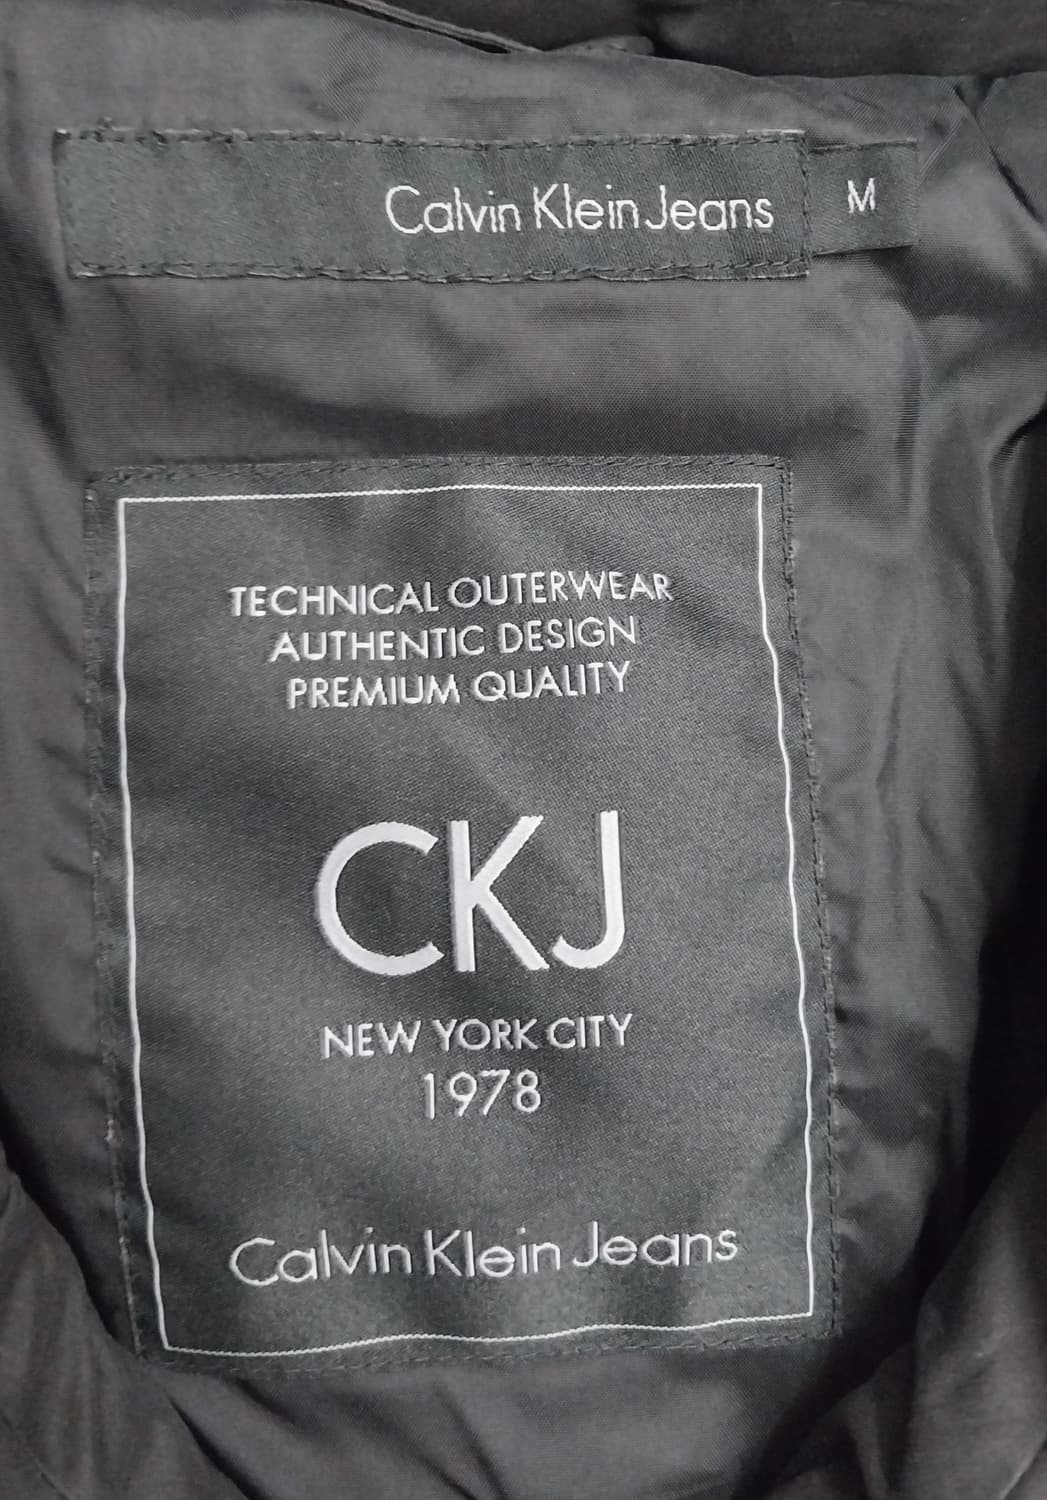 Calvin Klein Jeans M
TECHNICAL OUTERWEAR
AUTHENTIC DESIGN
PREMIUM QUALITY
CKJ
NEW YORK CITY
1978
Calvin Klein Jeans